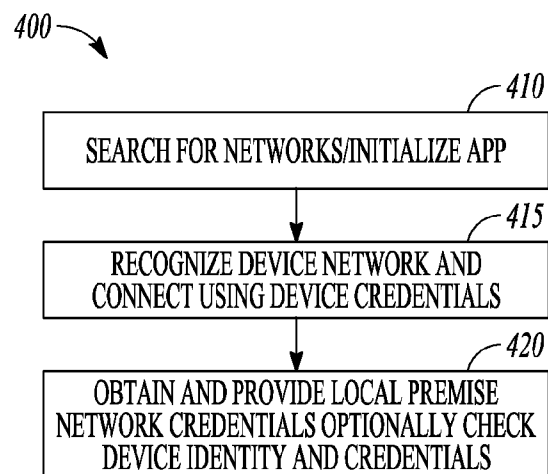 400
410
SEARCH FOR NETWORKS/INITIALIZE APP
415
RECOGNIZE DEVICE NETWORK AND
CONNECT USING DEVICE CREDENTIALS
420
OBTAIN AND PROVIDE LOCAL PREMISE
NETWORK CREDENTIALS OPTIONALLY CHECK
DEVICE IDENTITY AND CREDENTIALS